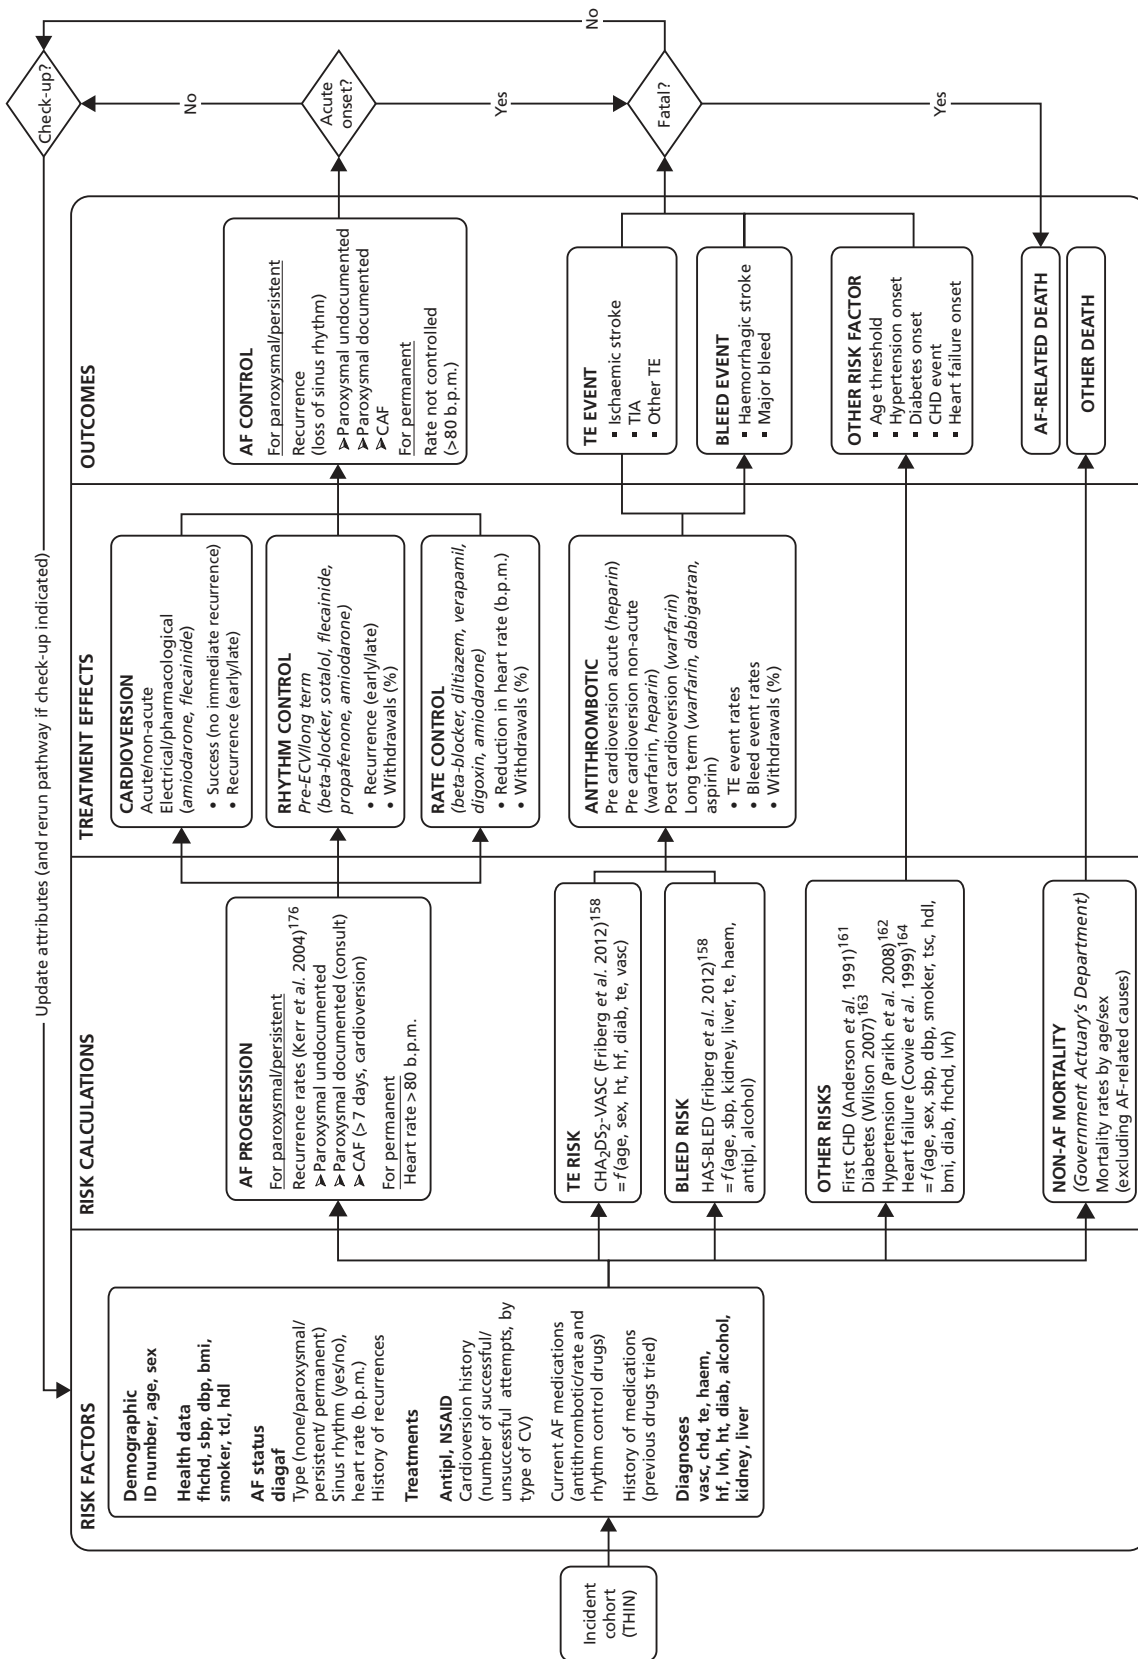 Update attributes (and rerun pathway if check-up indicated)
Incident
cohort
(THIN)
RISK FACTORS
Demographic
ID number, age, sex
Health data
fhchd, sbp, dbp, bmi,
smoker, tcl, hdl
AF status
diagaf
Type (none/paroxysmal/
persistent/ permanent)
Sinus rhythm (yes/no),
heart rate (b.p.m.)
History of recurrences
Treatments
Antipl, NSAID
Cardioversion history
(number of successful/
unsuccessful attempts, by
type of CV)
Current AF medications
(antithrombotic/rate and
rhythm control drugs)
History of medications
(previous drugs tried)
Diagnoses
vasc, chd, te, haem,
hf, lvh, ht, diab, alcohol,
kidney, liver
RISK CALCULATIONS
AF PROGRESSION
For paroxysmal/persistent
Recurrence rates (Kerr et al. 2004)176
➢ Paroxysmal undocumented
➢ Paroxysmal documented (consult)
➢ CAF (> 7 days, cardioversion)
For permanent
Heart rate > 80 b.p.m.
TE RISK
CHA2DS2-VASC (Friberg et al. 2012)158
= f(age, sex, ht, hf, diab, te, vasc)
BLEED RISK
HAS-BLED (Friberg et al. 2012)158
= f(age, sbp, kidney, liver, te, haem,
antipl, alcohol)
OTHER RISKS
First CHD (Anderson et al. 1991)161
Diabetes (Wilson 2007)163
Hypertension (Parikh et al. 2008)162
Heart failure (Cowie et al. 1999)164
= f(age, sex, sbp, dbp, smoker, tsc, hdl,
bmi, diab, fhchd, lvh)
NON-AF MORTALITY
(Government Actuary's Department)
Mortality rates by age/sex
(excluding AF-related causes)
TREATMENT EFFECTS
CARDIOVERSION
Acute/non-acute
Electrical/pharmacological
(amiodarone, flecainide)
• Success (no immediate recurrence)
• Recurrence (early/late)
RHYTHM CONTROL
Pre-ECV/long term
(beta-blocker, sotalol, flecainide,
propafenone, amiodarone)
• Recurrence (early/late)
• Withdrawals (%)
RATE CONTROL
(beta-blocker, diltiazem, verapamil,
digoxin, amiodarone)
• Reduction in heart rate (b.p.m.)
• Withdrawals (%)
ANTITHROMBOTIC
Pre cardioversion acute (heparin)
Pre cardioversion non-acute
(warfarin, heparin)
Post cardioversion (warfarin)
Long term (warfarin, dabigatran,
aspirin)
• TE event rates
• Bleed event rates
• Withdrawals (%)
OUTCOMES
AF CONTROL
For paroxysmal/persistent
Recurrence
(loss of sinus rhythm)
➢ Paroxysmal undocumented
➢ Paroxysmal documented
➢ CAF
For permanent
Rate not controlled
(>80 b.p.m.)
TE EVENT
▪ Ischaemic stroke
▪ TIA
▪ Other TE
BLEED EVENT
▪ Haemorrhagic stroke
▪ Major bleed
OTHER RISK FACTOR
▪ Age threshold
▪ Hypertension onset
▪ Diabetes onset
▪ CHD event
▪ Heart failure onset
AF-RELATED DEATH
OTHER DEATH
Check-up?
No
Acute
onset?
Yes
Fatal?
No
Yes